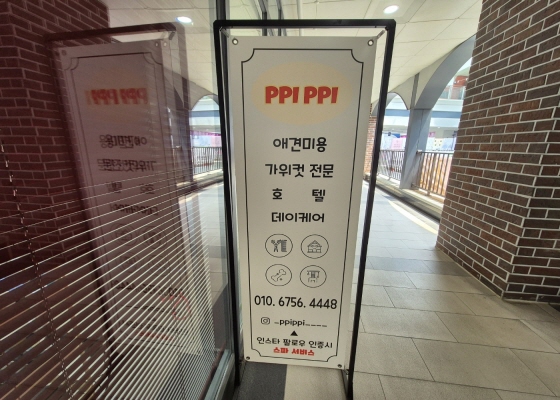 PPI PPI
애견미용
가위컷 전문
호 텔
데이케어
010. 6756. 4448
_ppippi____
▲
인스타 팔로우 인증시
스파 서비스